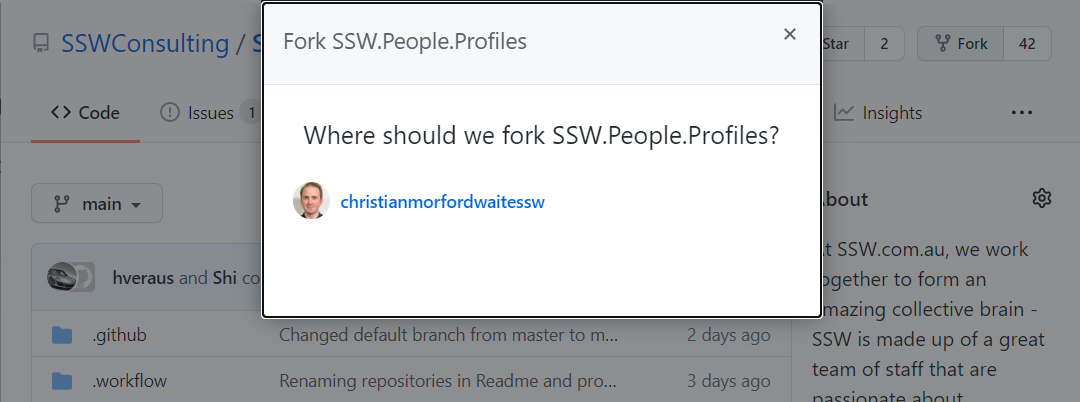 SSWConsulting /
Fork SSW.People.Profiles
Star 2
Fork 42
Code
Issues 1
Insights
Where should we fork SSW.People.Profiles?
christianmorfordwaitessw
main
hveraus and Shi
.github Changed default branch from master to m... 2 days ago
.workflow Renaming repositories in Readme and pro... 3 days ago
About
At SSW.com.au, we work
together to form an
amazing collective brain -
SSW is made up of a great
team of staff that are
passionate about